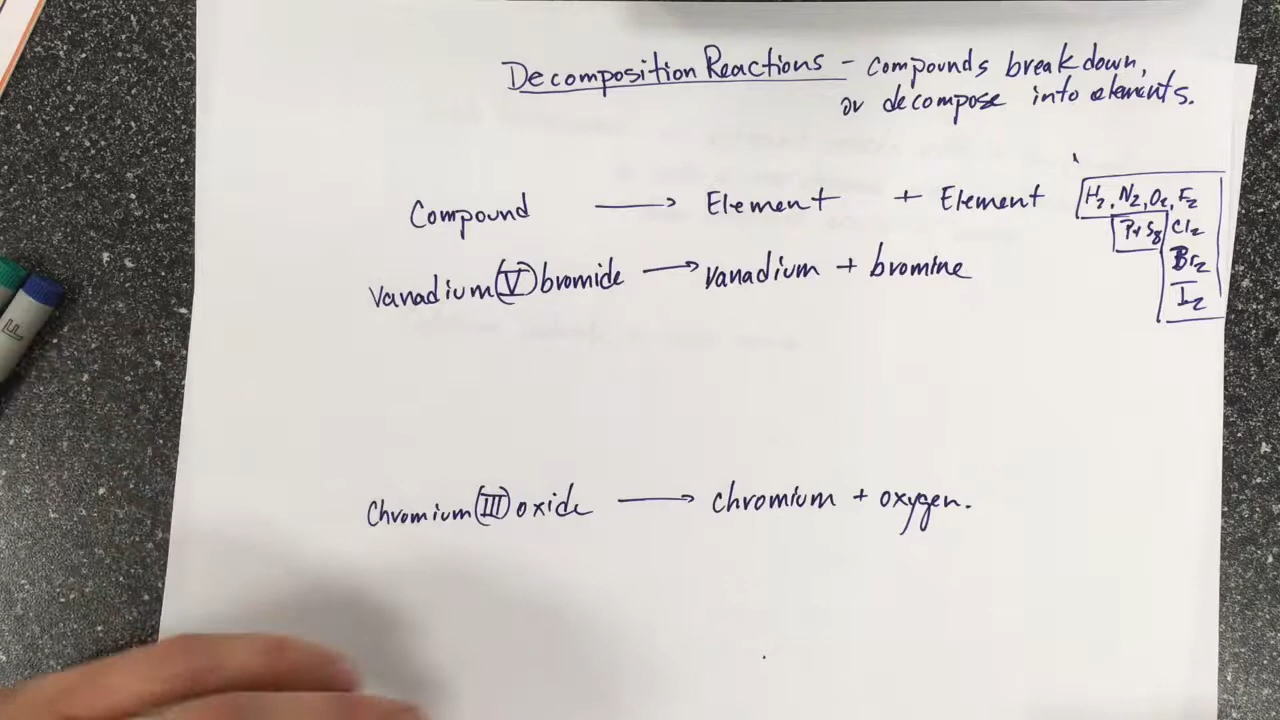 Decomposition Reactions - compounds break down,
or decompose into elements.
Compound → Element + Element
H2, N2, O2, F2
P4 S8 Cl2
Br2
I2
Vanadium (V) bromide → vanadium + bromine
Chromium (III) oxide → chromium + oxygen.